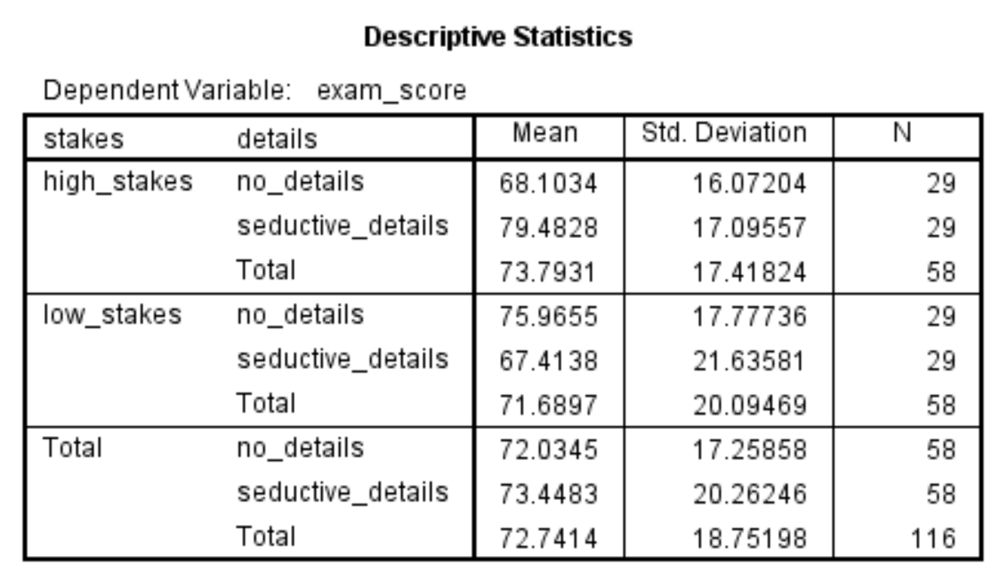 Descriptive Statistics
Dependent Variable: exam_score
stakes details Mean Std. Deviation N
high_stakes no_details 68.1034 16.07204 29
seductive_details 79.4828 17.09557 29
Total 73.7931 17.41824 58
low_stakes no_details 75.9655 17.77736 29
seductive_details 67.4138 21.63581 29
Total 71.6897 20.09469 58
Total no_details 72.0345 17.25858 58
seductive_details 73.4483 20.26246 58
Total 72.7414 18.75198 116